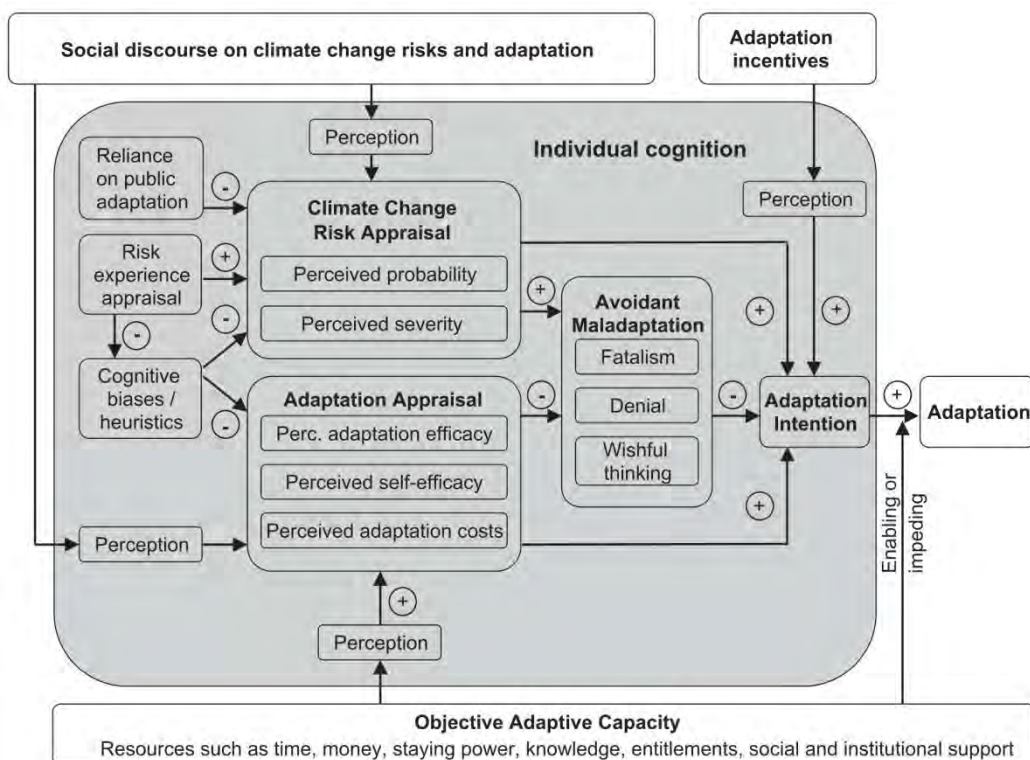 Social discourse on climate change risks and adaptation
Adaptation
incentives
Perception
Individual cognition
Reliance
on public
adaptation
-
Climate Change
Risk Appraisal
Perception
Risk
experience
appraisal
+
Perceived probability
+
Avoidant
Maladaptation
+
+
-
-
Perceived severity
Fatalism
Cognitive
biases /
heuristics
-
Adaptation Appraisal
-
Denial
-
Adaptation
Intention
+
Adaptation
Perc. adaptation efficacy
Wishful
thinking
Perceived self-efficacy
+
Perception
Perceived adaptation costs
Enabling or
impeding
+
Perception
Objective Adaptive Capacity
Resources such as time, money, staying power, knowledge, entitlements, social and institutional support